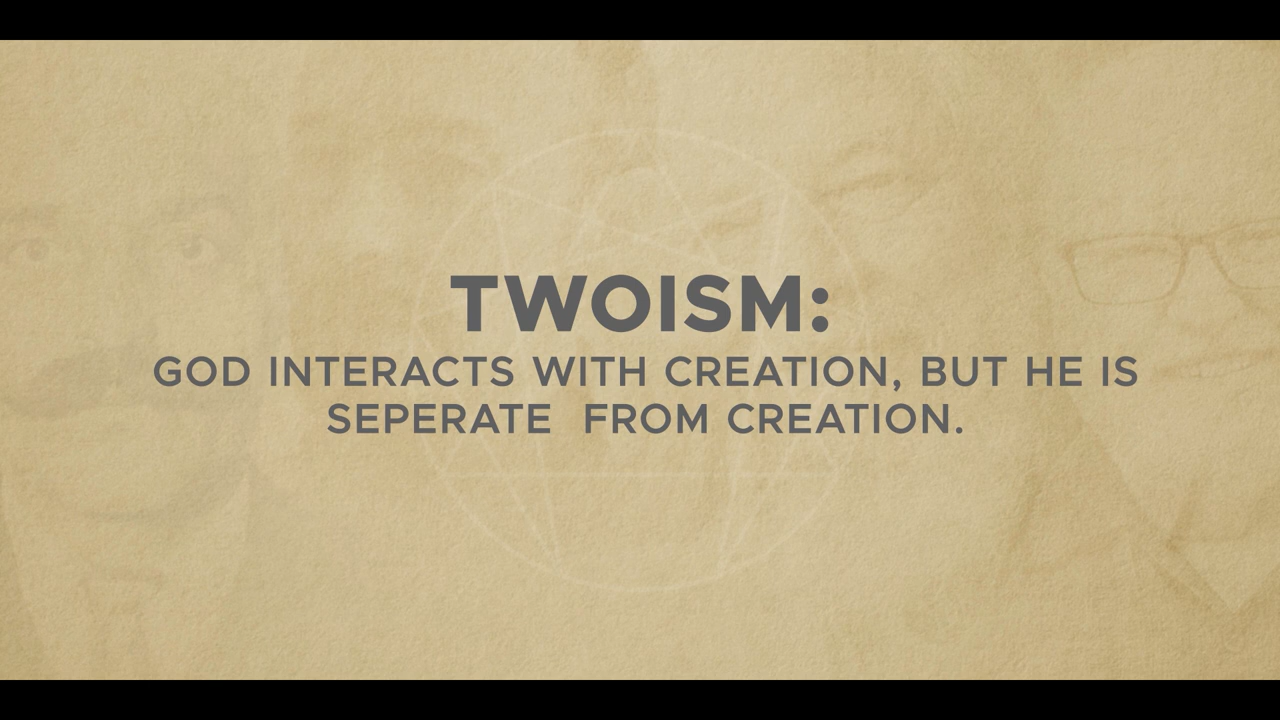 TWOISM:
GOD INTERACTS WITH CREATION, BUT HE IS
SEPERATE  FROM CREATION.